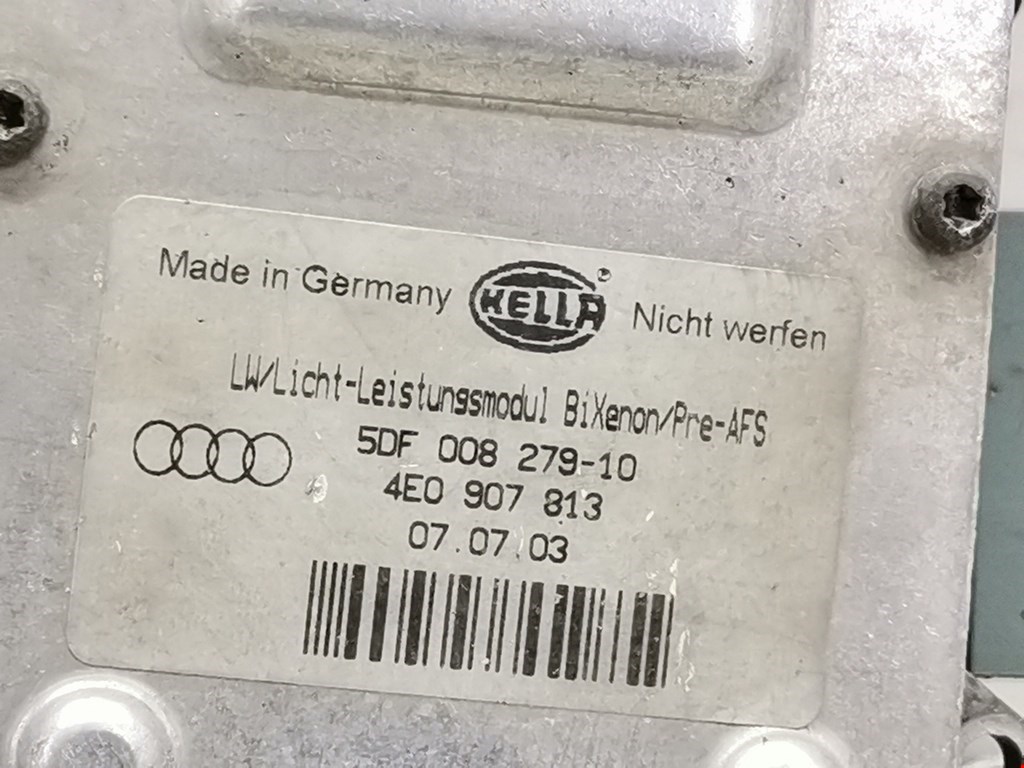 Made in Germany HELLA® Nicht werfen
LW/Licht-Leistungsmodul BiXenon/Pre-AFS
5DF 008 279-10
4E0 907 813
07.07.03